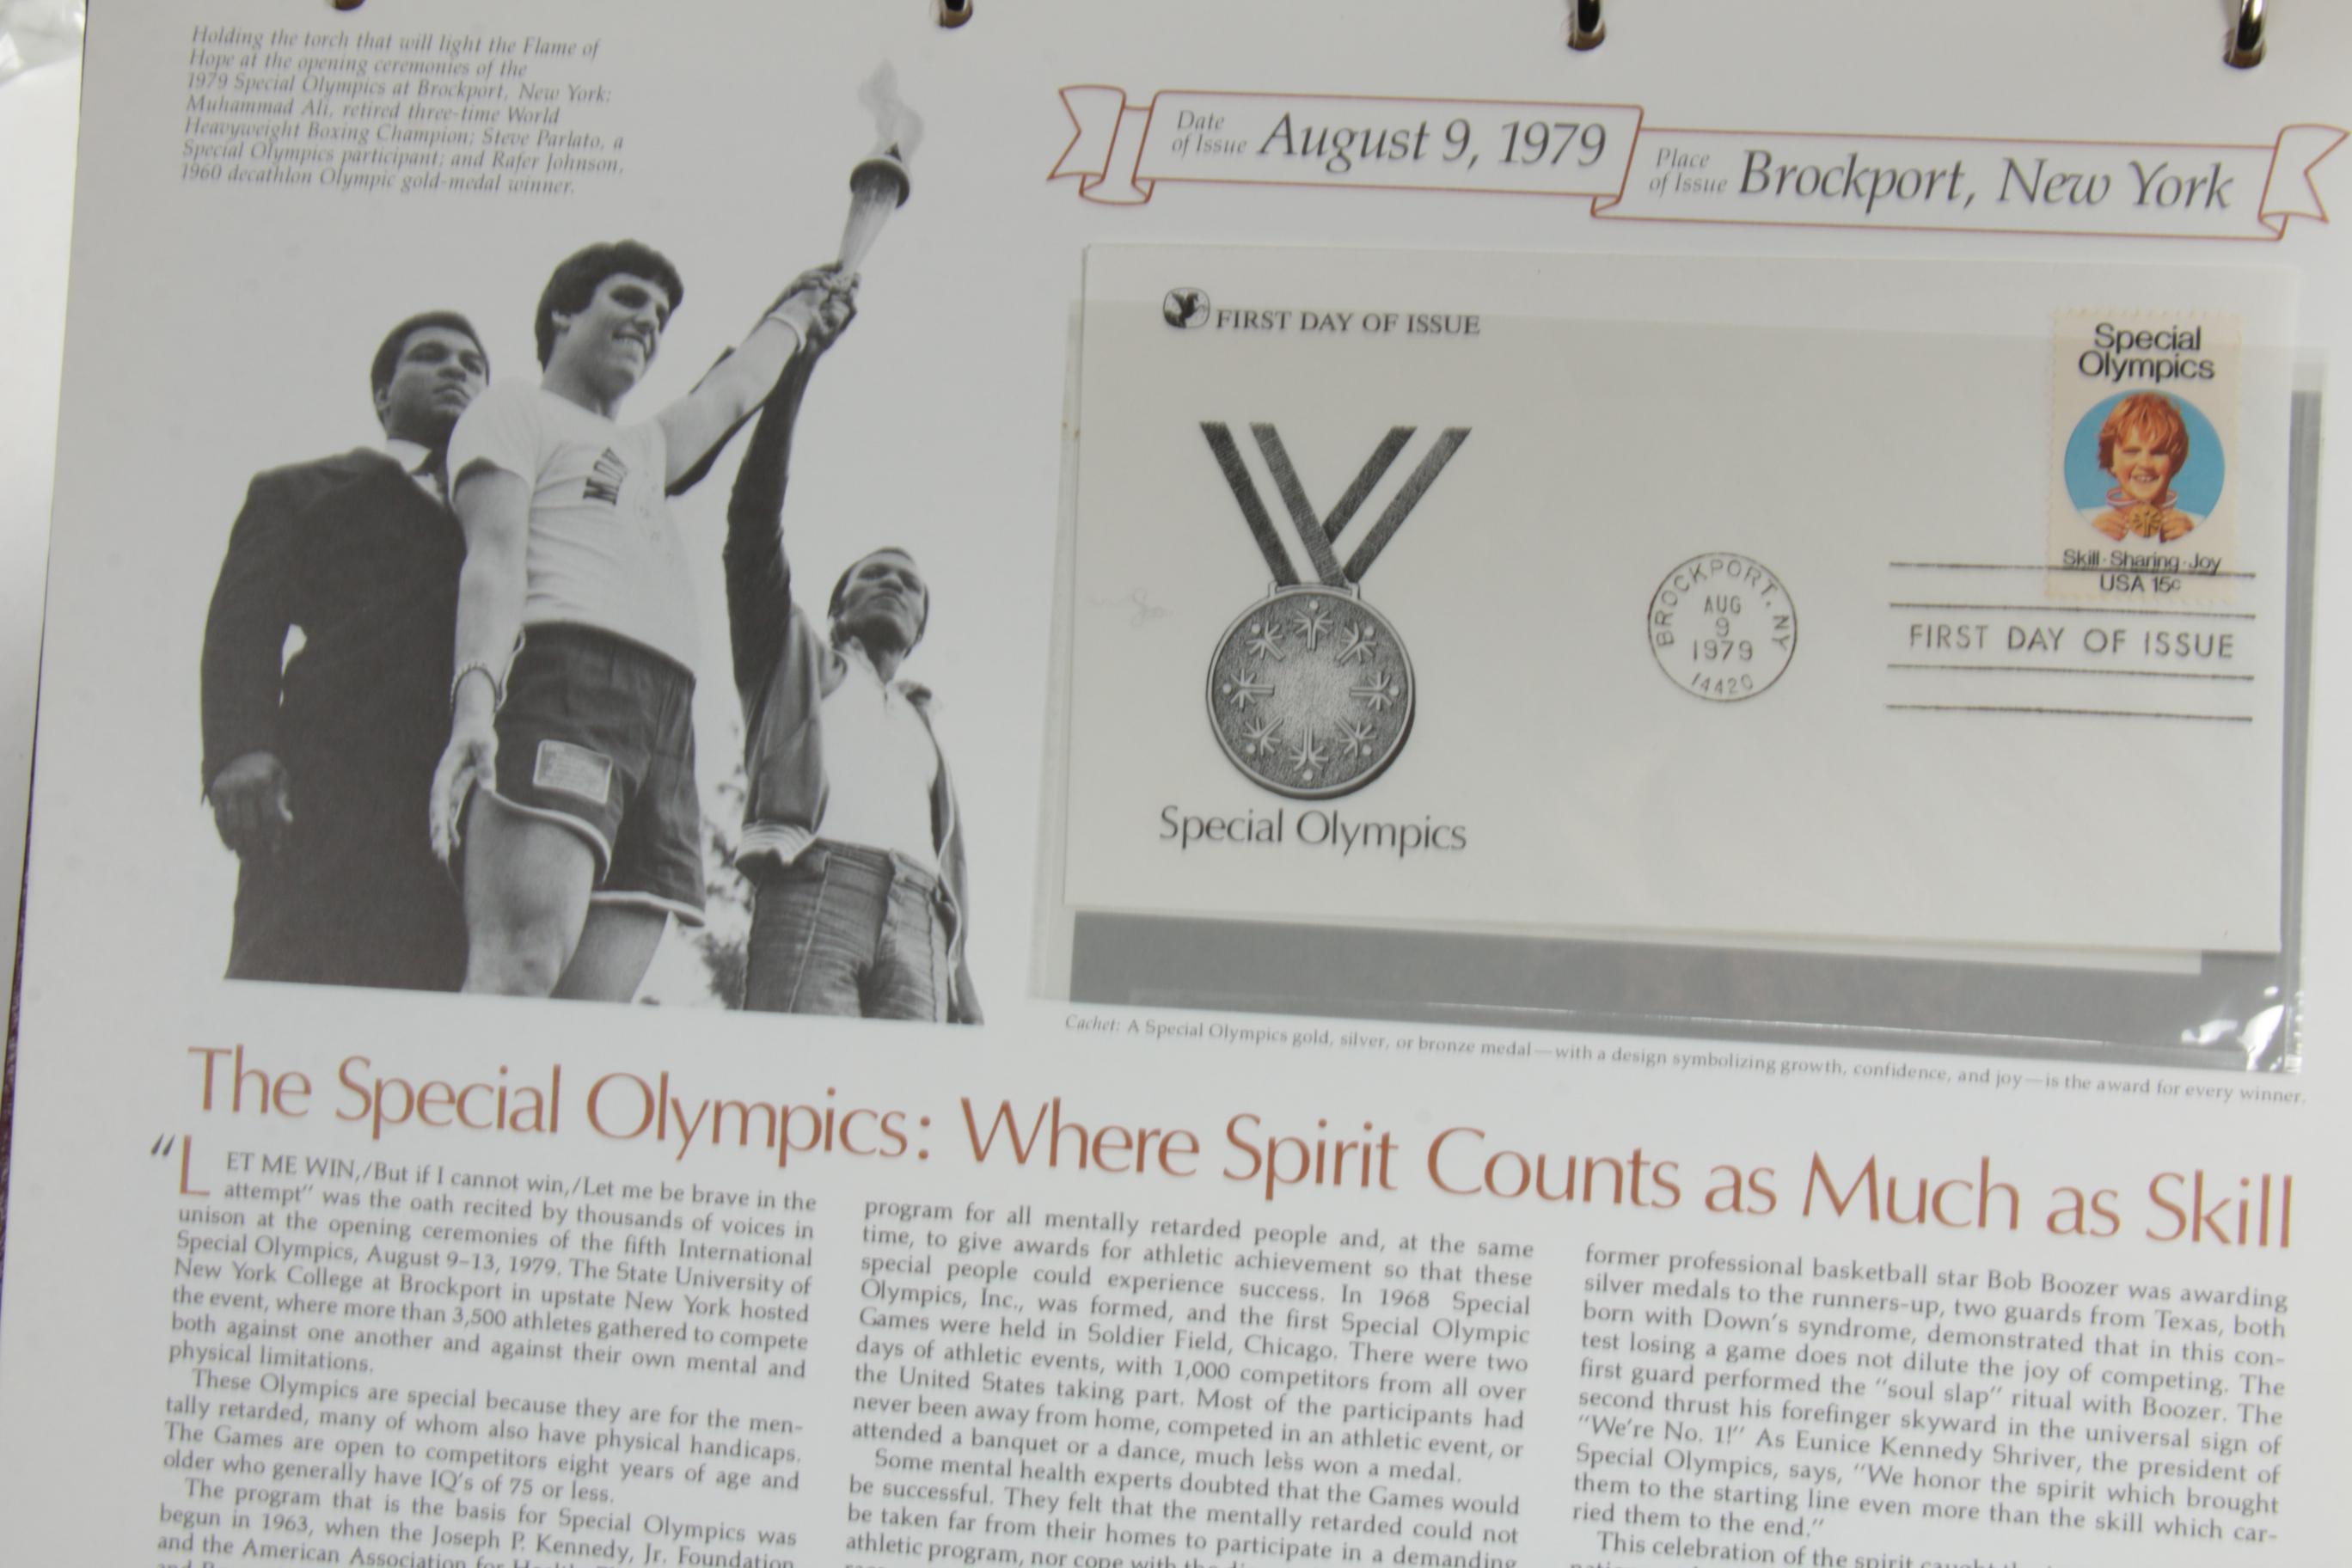 Holding the torch that will light the Flame of
Hope at the opening ceremonies of the
1979 Special Olympics at Brockport, New York:
Muhammad Ali, retired three-time World
Heavyweight Boxing Champion; Steve Parlato, a
Special Olympics participant; and Rafer Johnson,
1960 decathlon Olympic gold-medal winner.
Date
of Issue August 9, 1979
Place
of Issue Brockport, New York
FIRST DAY OF ISSUE
Special
Olympics
Skill·Sharing·Joy
USA 15c
BROCKPORT, NY
AUG
9
1979
14420
FIRST DAY OF ISSUE
Special Olympics
Cachet: A Special Olympics gold, silver, or bronze medal—with a design symbolizing growth, confidence, and joy—is the award for every winner.
The Special Olympics: Where Spirit Counts as Much as Skill
"LET ME WIN,/But if I cannot win,/Let me be brave in the
attempt" was the oath recited by thousands of voices in
unison at the opening ceremonies of the fifth International
Special Olympics, August 9–13, 1979. The State University of
New York College at Brockport in upstate New York hosted
the event, where more than 3,500 athletes gathered to compete
both against one another and against their own mental and
physical limitations.
These Olympics are special because they are for the men-
tally retarded, many of whom also have physical handicaps.
The Games are open to competitors eight years of age and
older who generally have IQ's of 75 or less.
The program that is the basis for Special Olympics was
begun in 1963, when the Joseph P. Kennedy, Jr. Foundation
and the American Association for
program for all mentally retarded people and, at the same
time, to give awards for athletic achievement so that these
special people could experience success. In 1968 Special
Olympics, Inc., was formed, and the first Special Olympic
Games were held in Soldier Field, Chicago. There were two
days of athletic events, with 1,000 competitors from all over
the United States taking part. Most of the participants had
never been away from home, competed in an athletic event, or
attended a banquet or a dance, much less won a medal.
Some mental health experts doubted that the Games would
be successful. They felt that the mentally retarded could not
be taken far from their homes to participate in a demanding
athletic program, nor cope with the
former professional basketball star Bob Boozer was awarding
silver medals to the runners-up, two guards from Texas, both
born with Down's syndrome, demonstrated that in this con-
test losing a game does not dilute the joy of competing. The
first guard performed the "soul slap" ritual with Boozer. The
second thrust his forefinger skyward in the universal sign of
"We're No. 1!" As Eunice Kennedy Shriver, the president of
Special Olympics, says, "We honor the spirit which brought
them to the starting line even more than the skill which car-
ried them to the end."
This celebration of the spirit caught